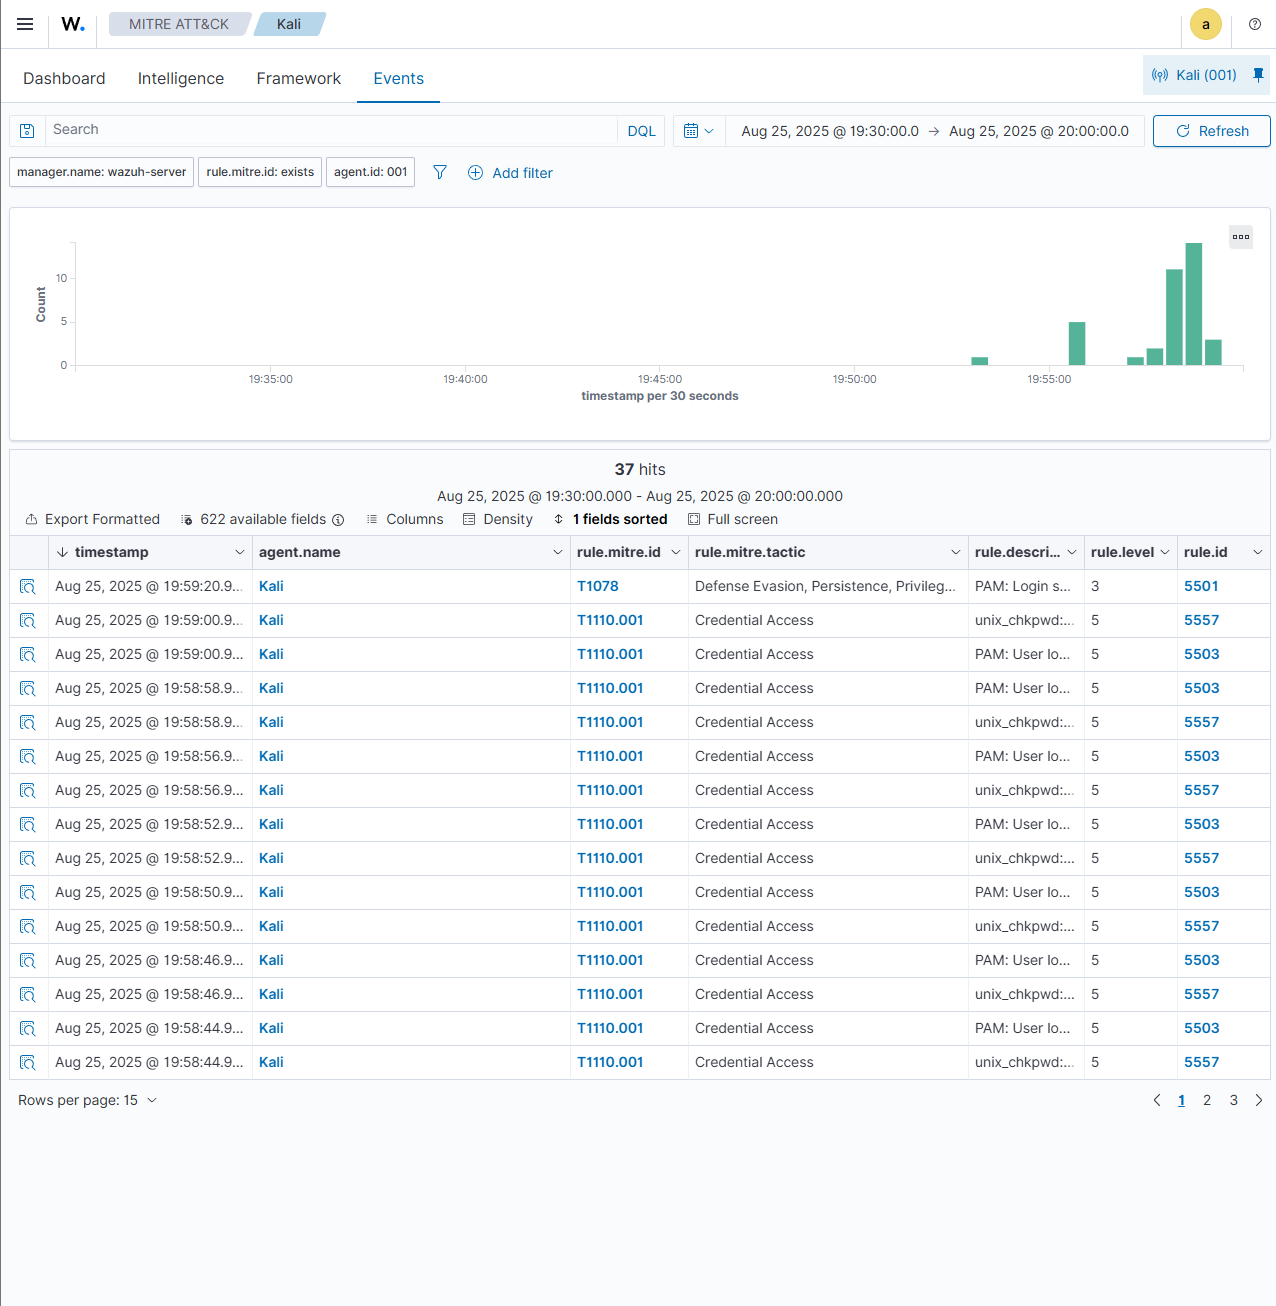 W.
MITRE ATT&CK
Kali
a
Dashboard
Intelligence
Framework
Events
Kali (001)
Search
DQL
Aug 25, 2025 @ 19:30:00.0 → Aug 25, 2025 @ 20:00:00.0
Refresh
manager.name: wazuh-server
rule.mitre.id: exists
agent.id: 001
Add filter
Count
10
5
0
19:35:00
19:40:00
19:45:00
19:50:00
19:55:00
timestamp per 30 seconds
37 hits
Aug 25, 2025 @ 19:30:00.000 - Aug 25, 2025 @ 20:00:00.000
Export Formatted
622 available fields
Columns
Density
1 fields sorted
Full screen
timestamp agent.name rule.mitre.id rule.mitre.tactic rule.descri... rule.level rule.id
Aug 25, 2025 @ 19:59:20.9... Kali T1078 Defense Evasion, Persistence, Privileg... PAM: Login s... 3 5501
Aug 25, 2025 @ 19:59:00.9... Kali T1110.001 Credential Access unix_chkpwd:... 5 5557
Aug 25, 2025 @ 19:59:00.9... Kali T1110.001 Credential Access PAM: User lo... 5 5503
Aug 25, 2025 @ 19:58:58.9... Kali T1110.001 Credential Access PAM: User lo... 5 5503
Aug 25, 2025 @ 19:58:58.9... Kali T1110.001 Credential Access unix_chkpwd:... 5 5557
Aug 25, 2025 @ 19:58:56.9... Kali T1110.001 Credential Access PAM: User lo... 5 5503
Aug 25, 2025 @ 19:58:56.9... Kali T1110.001 Credential Access unix_chkpwd:... 5 5557
Aug 25, 2025 @ 19:58:52.9... Kali T1110.001 Credential Access PAM: User lo... 5 5503
Aug 25, 2025 @ 19:58:52.9... Kali T1110.001 Credential Access unix_chkpwd:... 5 5557
Aug 25, 2025 @ 19:58:50.9... Kali T1110.001 Credential Access PAM: User lo... 5 5503
Aug 25, 2025 @ 19:58:50.9... Kali T1110.001 Credential Access unix_chkpwd:... 5 5557
Aug 25, 2025 @ 19:58:46.9... Kali T1110.001 Credential Access PAM: User lo... 5 5503
Aug 25, 2025 @ 19:58:46.9... Kali T1110.001 Credential Access unix_chkpwd:... 5 5557
Aug 25, 2025 @ 19:58:44.9... Kali T1110.001 Credential Access PAM: User lo... 5 5503
Aug 25, 2025 @ 19:58:44.9... Kali T1110.001 Credential Access unix_chkpwd:... 5 5557
Rows per page: 15
1 2 3